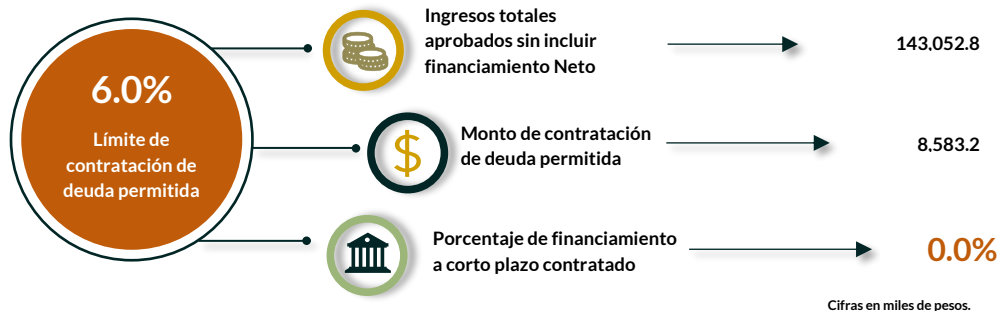 6.0%
Límite de
contratación de
deuda permitida
Ingresos totales
aprobados sin incluir
financiamiento Neto
143,052.8
$
Monto de contratación
de deuda permitida
8,583.2
Porcentaje de financiamiento
a corto plazo contratado
0.0%
Cifras en miles de pesos.